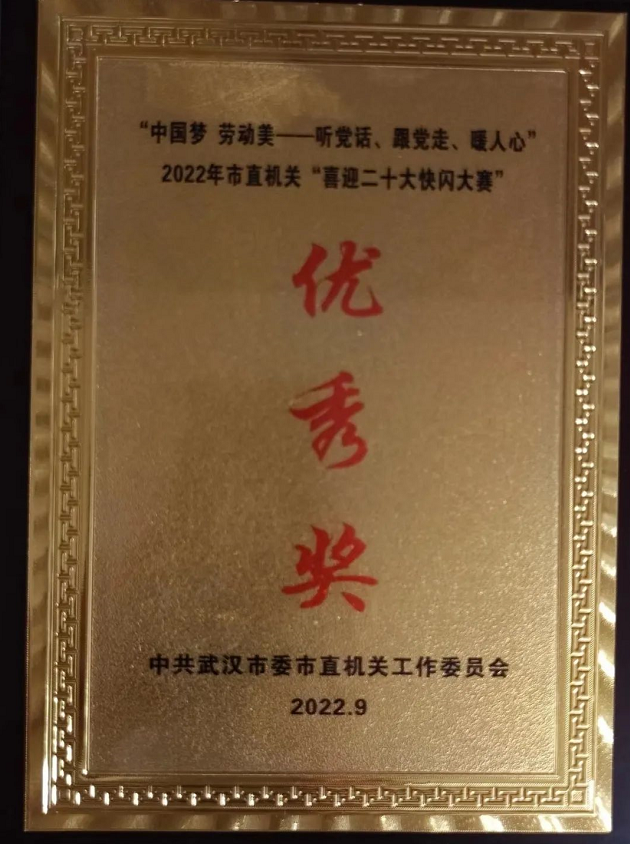 “中国梦 劳动美——听党话、跟党走、暖人心”
2022年市直机关“喜迎二十大快闪大赛”
优
秀
奖
中共武汉市委市直机关工作委员会
2022.9